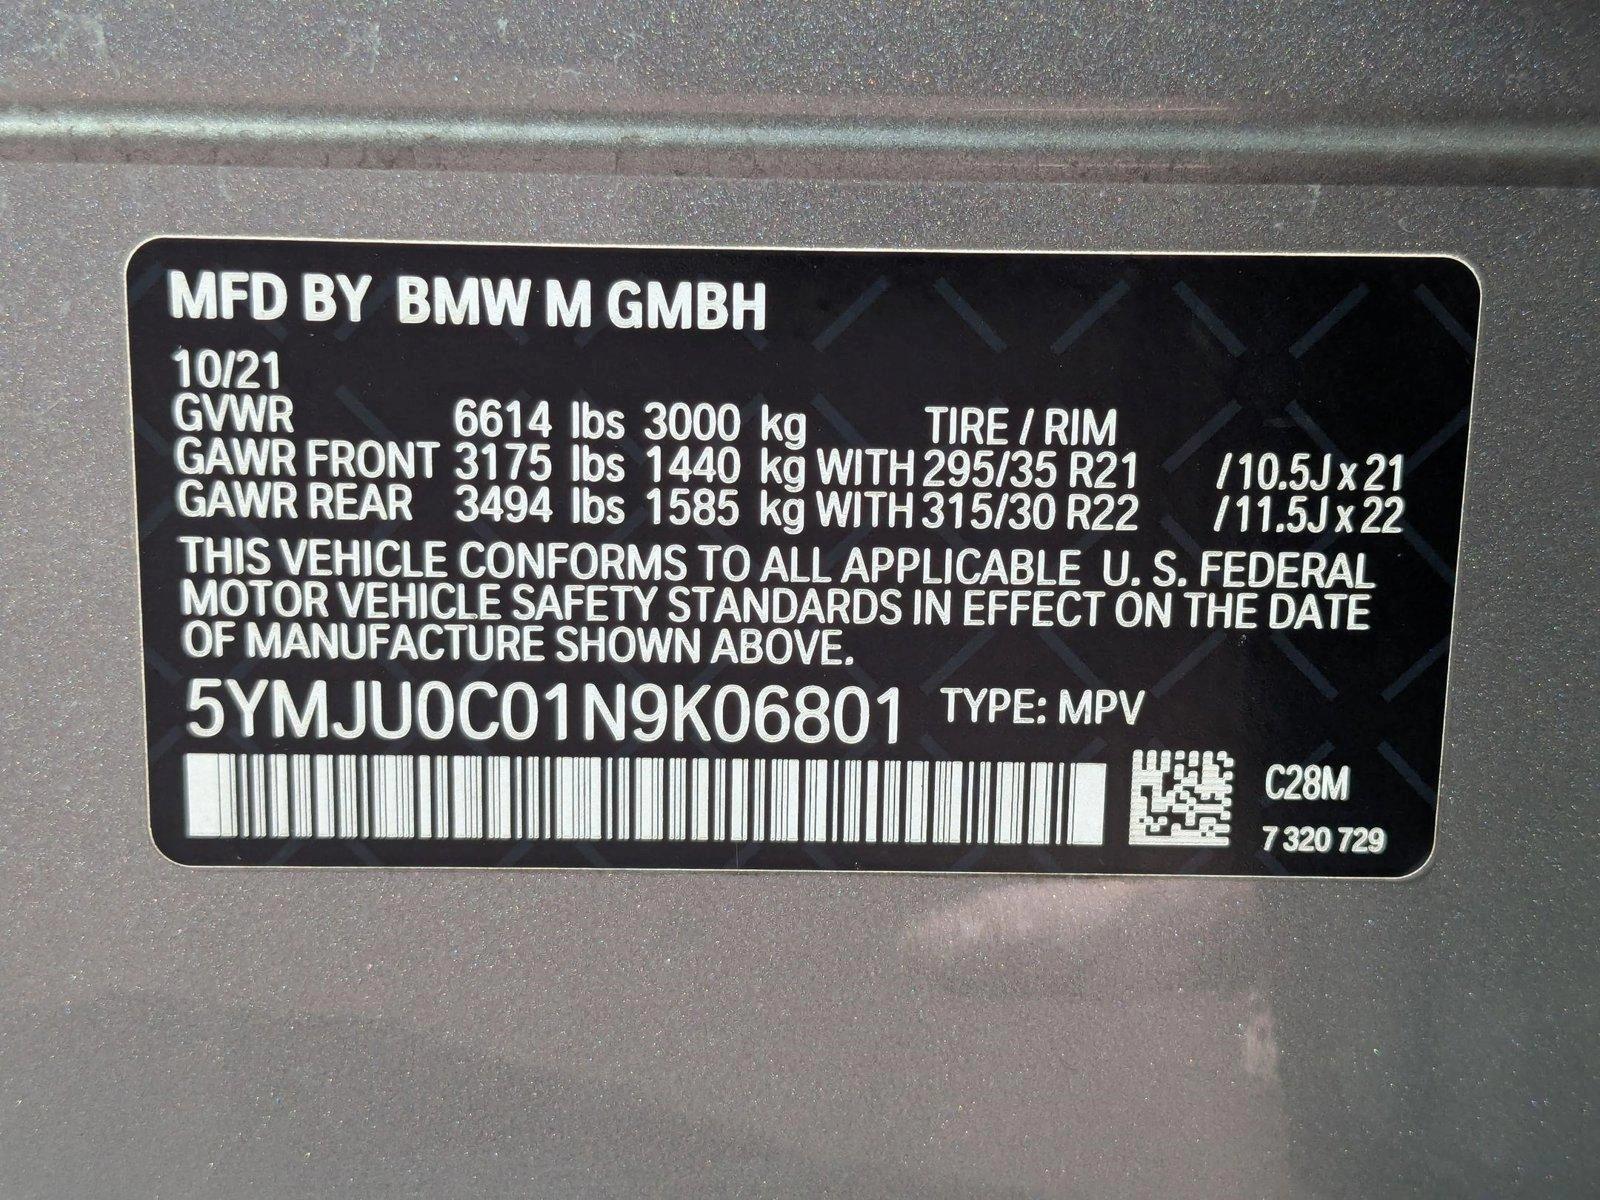 MFD BY BMW M GMBH
10/21
GVWR 6614 lbs 3000 kg TIRE / RIM
GAWR FRONT 3175 lbs 1440 kg WITH 295/35 R21 /10.5J x 21
GAWR REAR 3494 lbs 1585 kg WITH 315/30 R22 /11.5J x 22
THIS VEHICLE CONFORMS TO ALL APPLICABLE U. S. FEDERAL
MOTOR VEHICLE SAFETY STANDARDS IN EFFECT ON THE DATE
OF MANUFACTURE SHOWN ABOVE.
5YMJU0C01N9K06801 TYPE: MPV
C28M
7 320 729